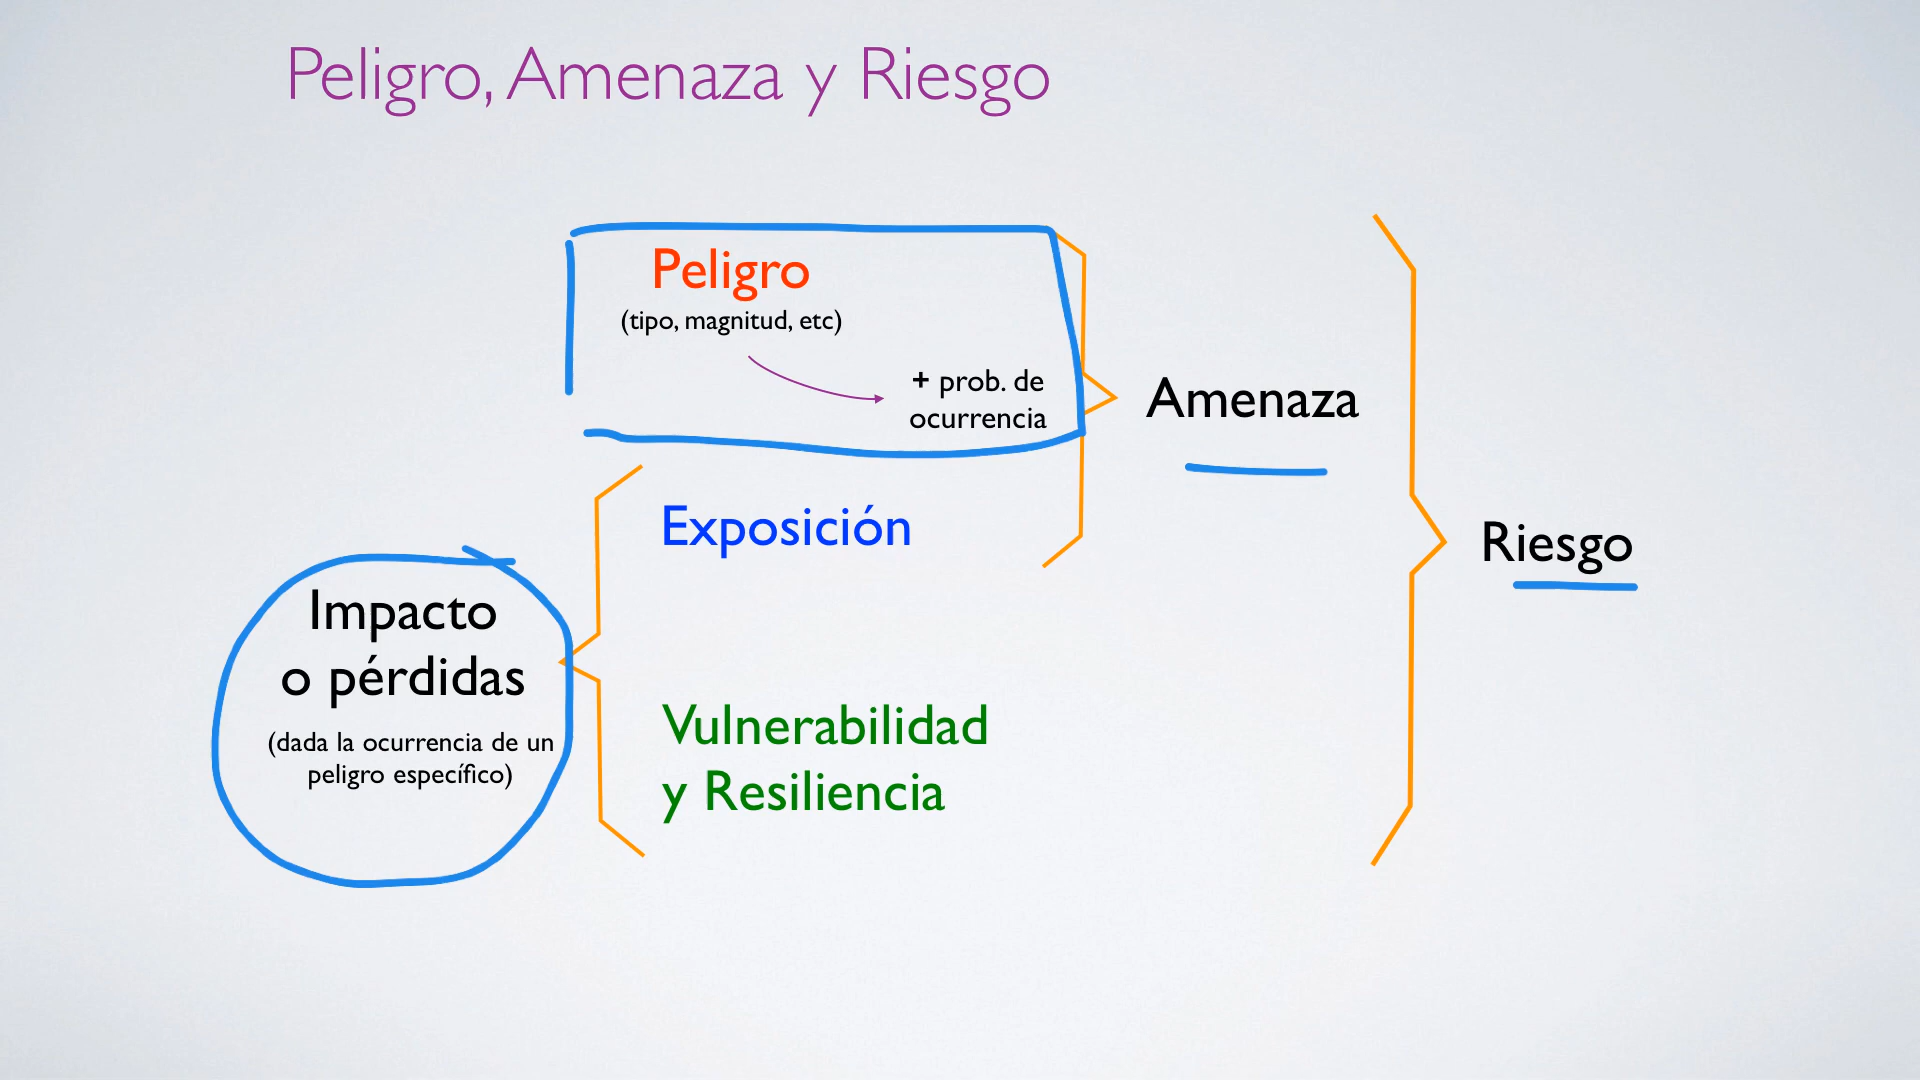 Peligro, Amenaza y Riesgo
Peligro
(tipo, magnitud, etc)
+ prob. de
ocurrencia
Amenaza
Exposición
Riesgo
Impacto
o pérdidas
(dada la ocurrencia de un
peligro específico)
Vulnerabilidad
y Resiliencia